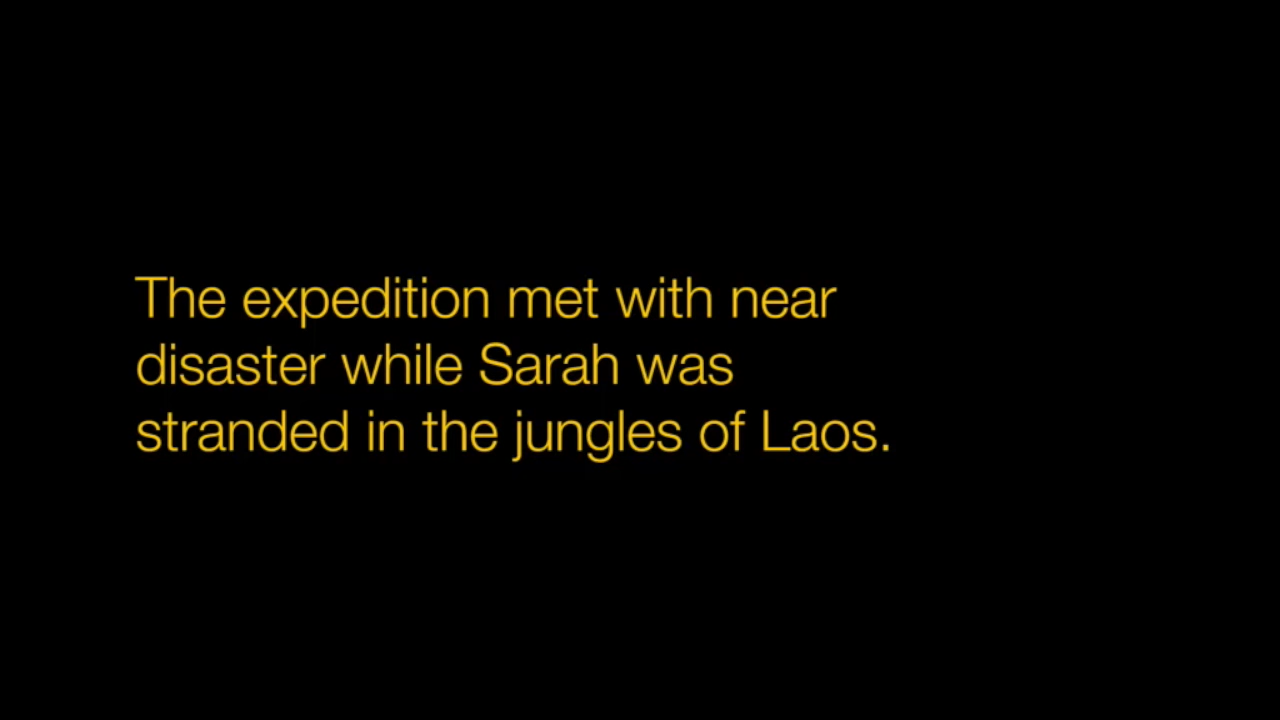 The expedition met with near
disaster while Sarah was
stranded in the jungles of Laos.